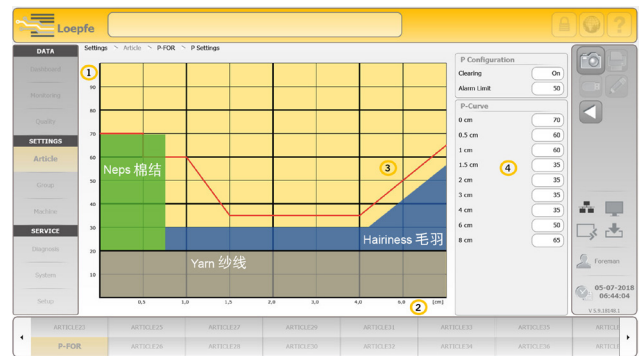 Loepfe
DATA
Settings > Article > P-FOR > P Settings
Dashboard
Monitoring
Quality
SETTINGS
Article
Group
Machine
SERVICE
Diagnosis
System
Setup
1
90
80
70
60
50
40
30
20
10
Neps 棉结
3
Hairiness 毛羽
Yarn 纱线
0,5 1,0 1,5 2,0 3,0 4,0 6,0 [cm]
2
P Configuration
Clearing On
Alarm Limit 50
P-Curve
0 cm 70
0.5 cm 60
1 cm 60
1.5 cm 35
4
2 cm 35
3 cm 35
4 cm 35
6 cm 50
8 cm 65
Foreman
05-07-2018
06:44:04
ARTICLE23 ARTICLE25 ARTICLE27 ARTICLE29 ARTICLE31 ARTICLE33 ARTICLE35
P-FOR ARTICLE26 ARTICLE28 ARTICLE30 ARTICLE32 ARTICLE34 ARTICLE36